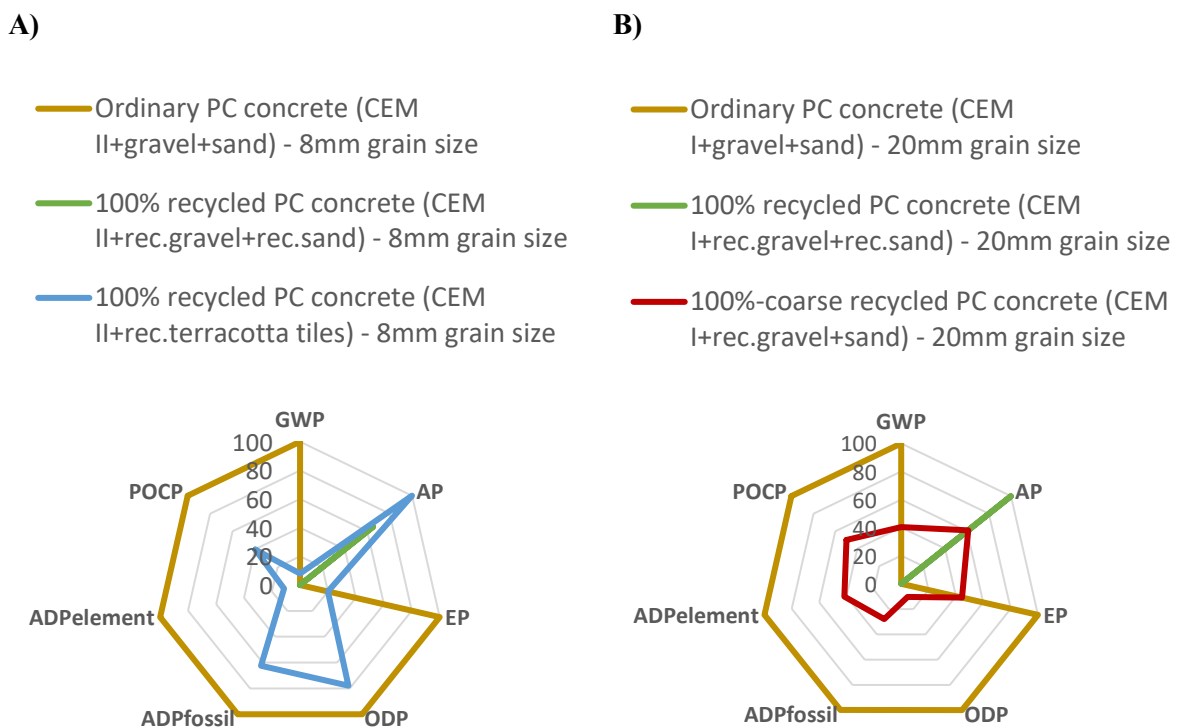 A)
Ordinary PC concrete (CEM
II+gravel+sand) - 8mm grain size
100% recycled PC concrete (CEM
II+rec.gravel+rec.sand) - 8mm grain size
100% recycled PC concrete (CEM
II+rec.terracotta tiles) - 8mm grain size
GWP
100
80
60
40
20
0
AP
EP
ODP
ADPfossil
ADPelement
POCP
B)
Ordinary PC concrete (CEM
I+gravel+sand) - 20mm grain size
100% recycled PC concrete (CEM
I+rec.gravel+rec.sand) - 20mm grain size
100%-coarse recycled PC concrete (CEM
I+rec.gravel+sand) - 20mm grain size
GWP
100
80
60
40
20
0
AP
EP
ODP
ADPfossil
ADPelement
POCP